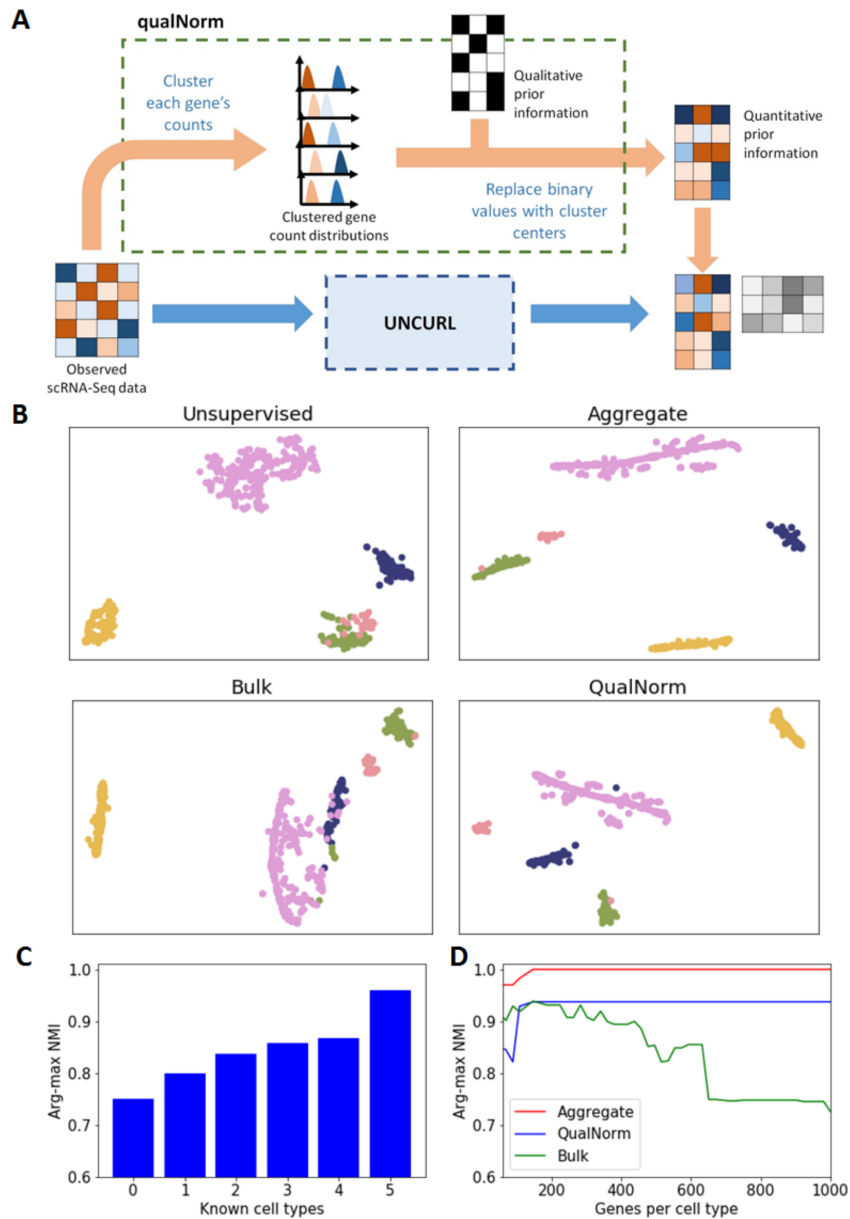 A
qualNorm
Cluster
each gene's
counts
Qualitative
prior
information
Quantitative
prior
information
Clustered gene
count distributions
Replace binary
values with cluster
centers
UNCURL
Observed
scRNA-Seq data
B
Unsupervised
Aggregate
Bulk
QualNorm
C
1.0
0.9
0.8
0.7
0.6
Arg-max NMI
0 1 2 3 4 5
Known cell types
D
1.0
0.9
0.8
0.7
0.6
Arg-max NMI
Aggregate
QualNorm
Bulk
200 400 600 800 1000
Genes per cell type